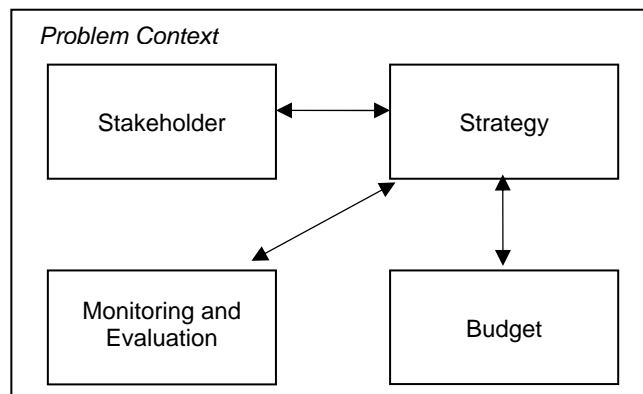 Problem Context
Stakeholder
Strategy
Monitoring and
Evaluation
Budget